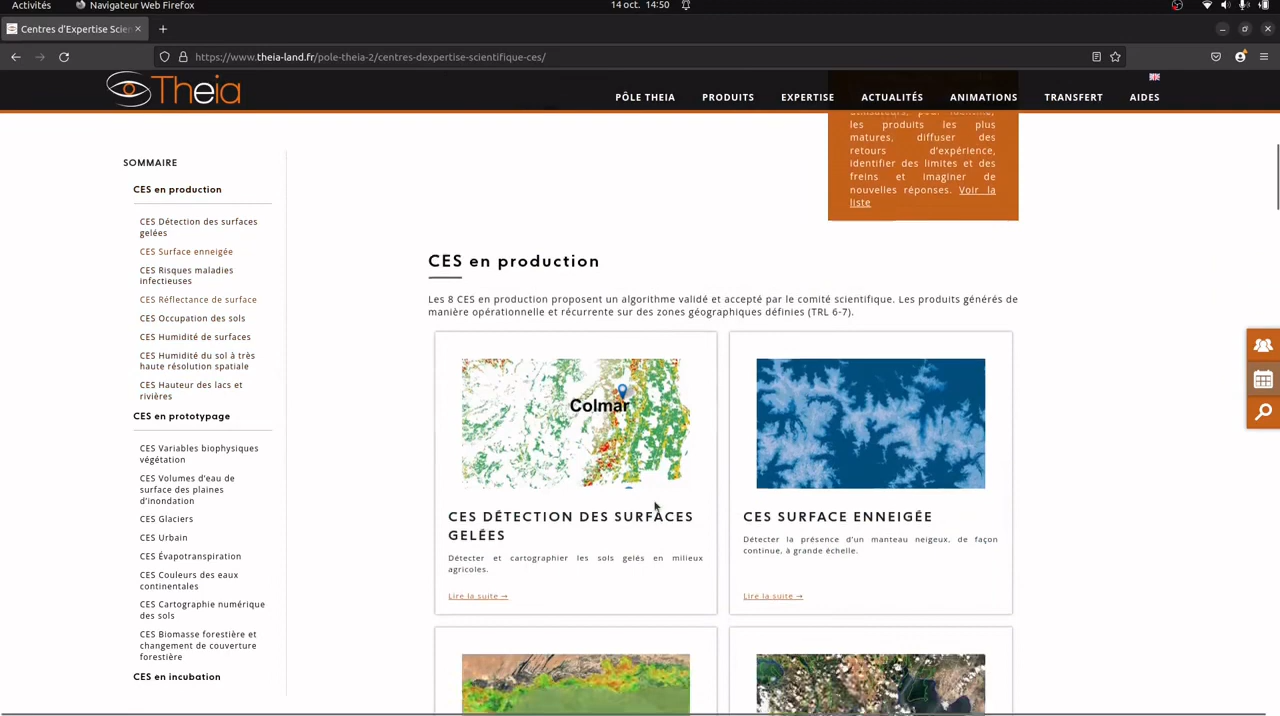 Activités
Navigateur Web Firefox
14 oct. 14:50
Centres d'Expertise Scie
https://www.theia-land.fr/pole-theia-2/centres-dexpertise-scientifique-ces/
Theia
PÔLE THEIA PRODUITS EXPERTISE ACTUALITÉS ANIMATIONS TRANSFERT AIDES
les produits les plus
matures, diffuser des
retours d'expérience,
identifier des limites et des
freins et imaginer de
nouvelles réponses. Voir la
liste
SOMMAIRE
CES en production
CES Détection des surfaces
gelées
CES Surface enneigée
CES Risques maladies
infectieuses
CES Réflectance de surface
CES Occupation des sols
CES Humidité de surfaces
CES Humidité du sol à très
haute résolution spatiale
CES Hauteur des lacs et
rivières
CES en prototypage
CES Variables biophysiques
végétation
CES Volumes d'eau de
surface des plaines
d'inondation
CES Glaciers
CES Urbain
CES Évapotranspiration
CES Couleurs des eaux
continentales
CES Cartographie numérique
des sols
CES Biomasse forestière et
changement de couverture
forestière
CES en incubation
CES en production
Les 8 CES en production proposent un algorithme validé et accepté par le comité scientifique. Les produits générés de
manière opérationnelle et récurrente sur des zones géographiques définies (TRL 6-7).
Colmar
CES DÉTECTION DES SURFACES
GELÉES
Détecter et cartographier les sols gelés en milieux
agricoles.
Lire la suite →
CES SURFACE ENNEIGÉE
Détecter la présence d'un manteau neigeux, de façon
continue, à grande échelle.
Lire la suite →